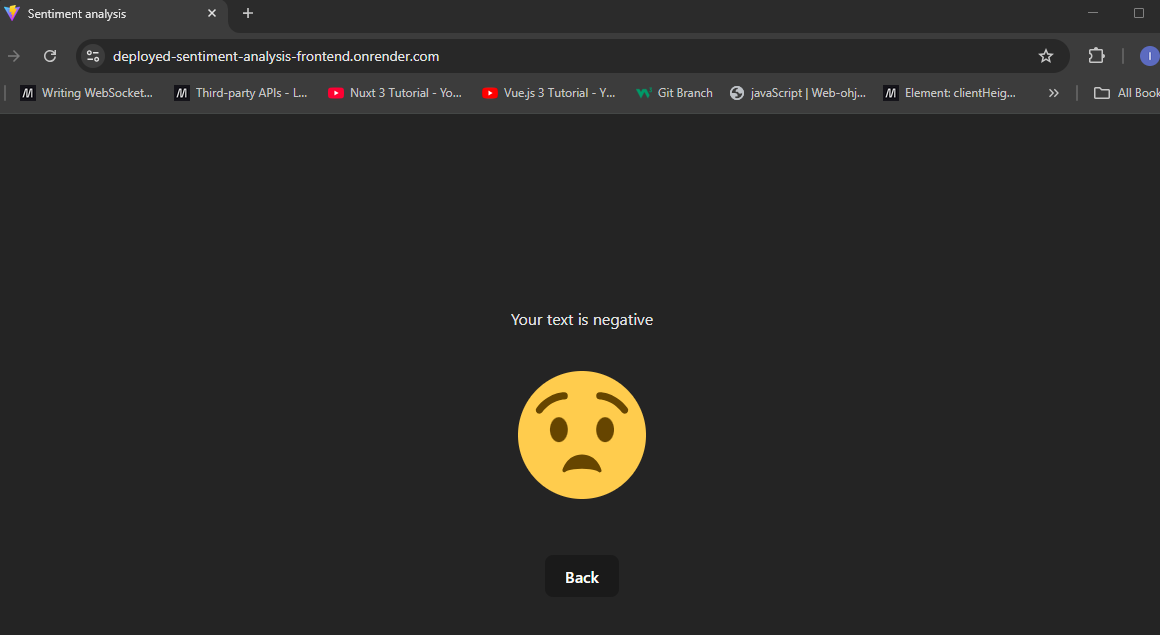 Sentiment analysis
deployed-sentiment-analysis-frontend.onrender.com
Writing WebSocket... Third-party APIs - L... Nuxt 3 Tutorial - Yo... Vue.js 3 Tutorial - Y... Git Branch javaScript | Web-ohj... Element: clientHeig... All Book
Your text is negative
Back